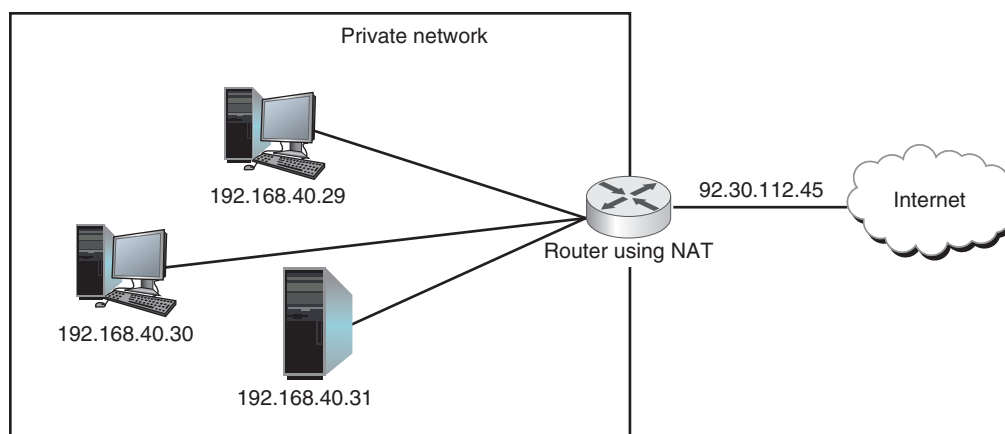 Private network
192.168.40.29
92.30.112.45
Internet
Router using NAT
192.168.40.30
192.168.40.31